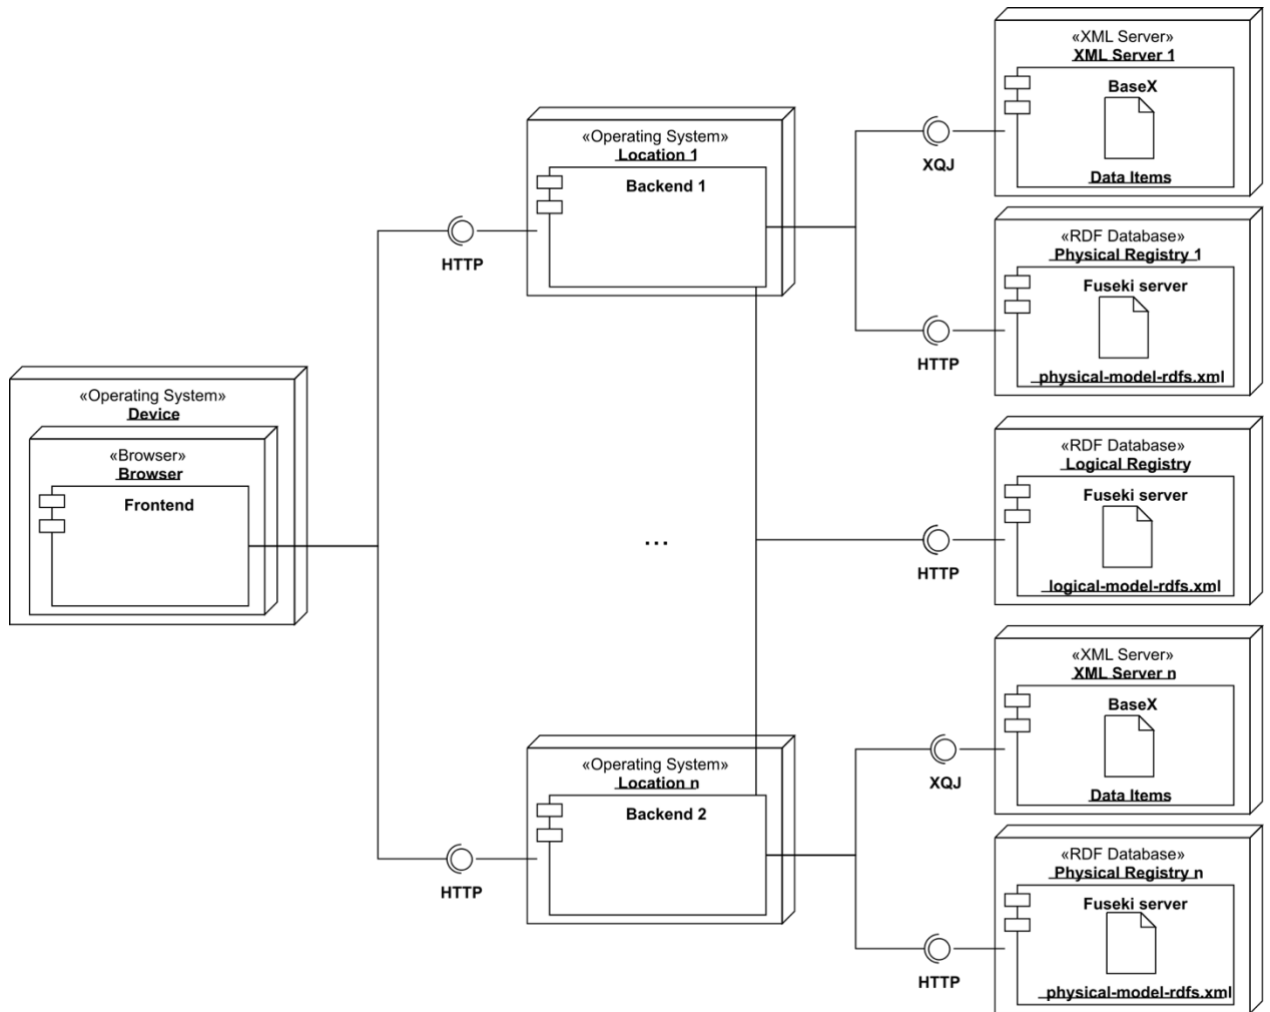 «XML Server»
XML Server 1
BaseX
Data Items
XQJ
«Operating System»
Location 1
Backend 1
HTTP
«RDF Database»
Physical Registry 1
Fuseki server
physical-model-rdfs.xml
HTTP
«Operating System»
Device
«Browser»
Browser
Frontend
...
«RDF Database»
Logical Registry
Fuseki server
logical-model-rdfs.xml
HTTP
«XML Server»
XML Server n
BaseX
Data Items
XQJ
«Operating System»
Location n
Backend 2
HTTP
«RDF Database»
Physical Registry n
Fuseki server
physical-model-rdfs.xml
HTTP